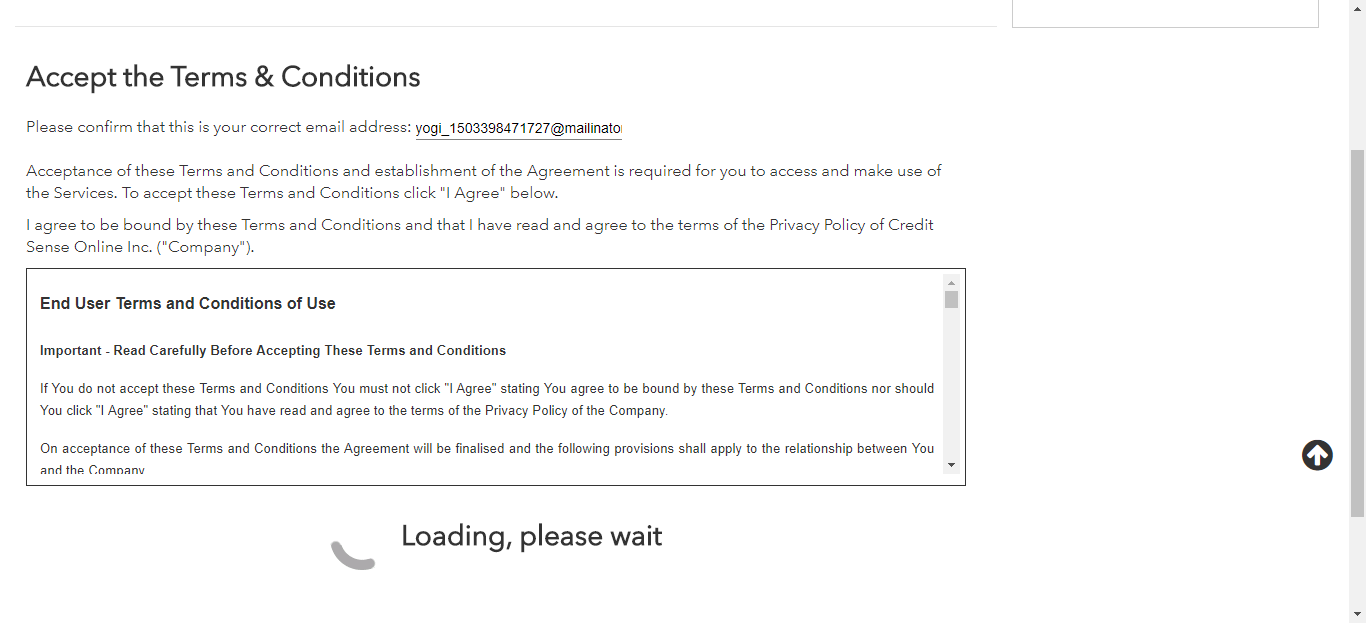 Accept the Terms & Conditions
Please confirm that this is your correct email address: yogi_1503398471727@mailinato
Acceptance of these Terms and Conditions and establishment of the Agreement is required for you to access and make use of
the Services. To accept these Terms and Conditions click "I Agree" below.
I agree to be bound by these Terms and Conditions and that I have read and agree to the terms of the Privacy Policy of Credit
Sense Online Inc. ("Company").
End User Terms and Conditions of Use
Important - Read Carefully Before Accepting These Terms and Conditions
If You do not accept these Terms and Conditions You must not click "I Agree" stating You agree to be bound by these Terms and Conditions nor should
You click "I Agree" stating that You have read and agree to the terms of the Privacy Policy of the Company.
On acceptance of these Terms and Conditions the Agreement will be finalised and the following provisions shall apply to the relationship between You
and the Company
Loading, please wait